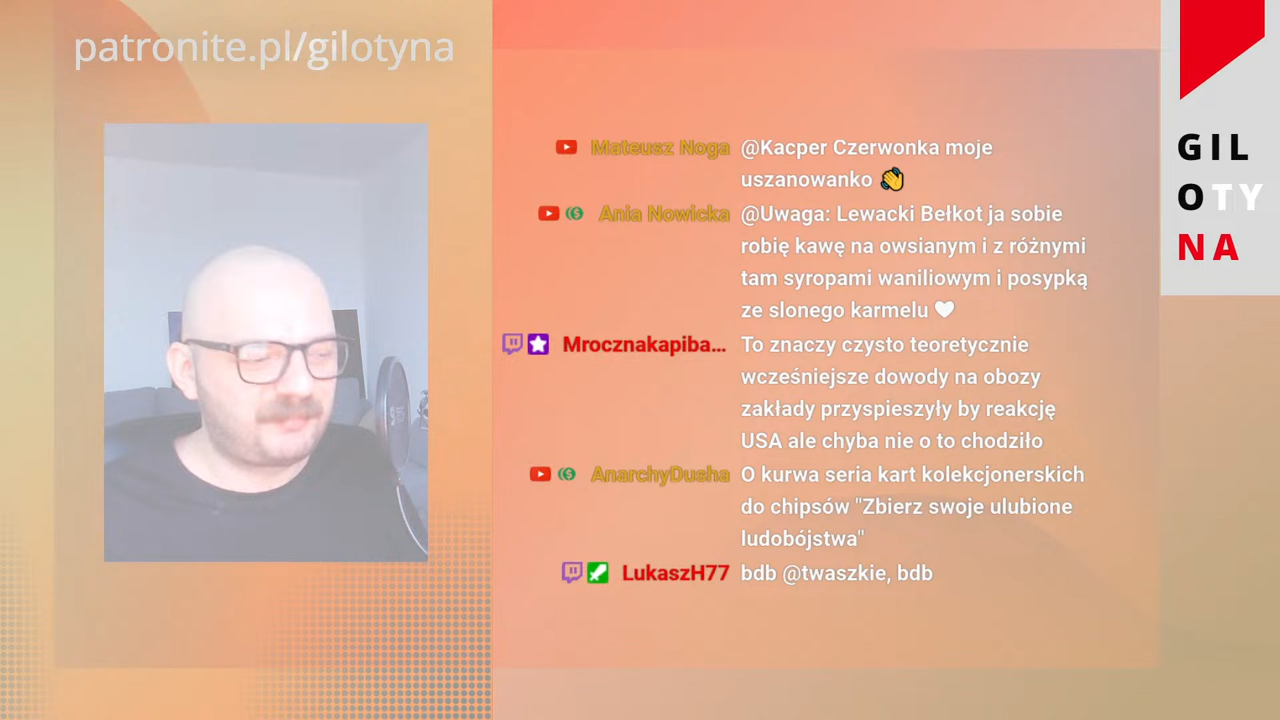 patronite.pl/gilotyna
Mateusz Noga @Kacper Czerwonka moje
uszanowanko 👏
Ania Nowicka @Uwaga: Lewacki Bełkot ja sobie
robię kawę na owsianym i z różnymi
tam syropami waniliowym i posypką
ze slonego karmelu 🤍
Mrocznakapiba... To znaczy czysto teoretycznie
wcześniejsze dowody na obozy
zakłady przyspieszyły by reakcję
USA ale chyba nie o to chodziło
AnarchyDusha O kurwa seria kart kolekcjonerskich
do chipsów "Zbierz swoje ulubione
ludobójstwa"
LukaszH77 bdb @twaszkie, bdb
GIL
OTY
NA